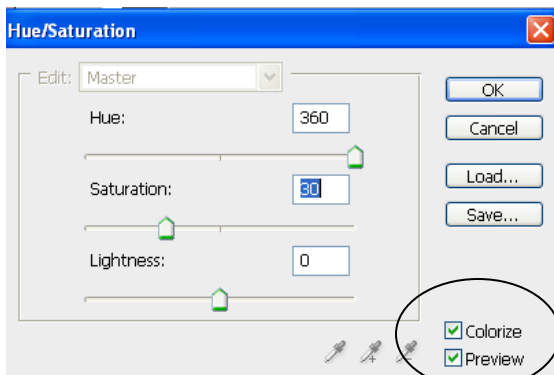 Hue/Saturation
Edit: Master
OK
Hue: 360
Cancel
Load...
Saturation: 30
Save...
Lightness: 0
Colorize
Preview